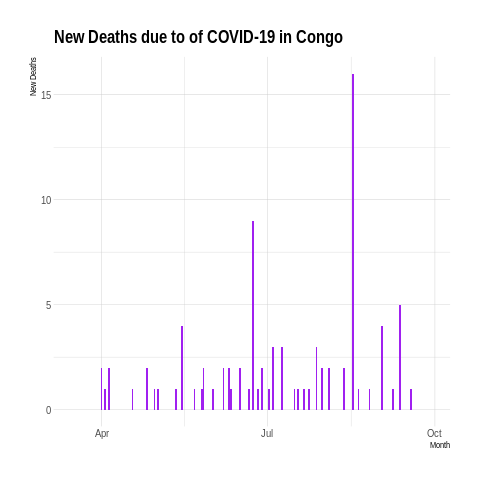 New Deaths due to of COVID-19 in Congo
New Deaths
15
10
5
0
Apr
Jul
Oct
Month